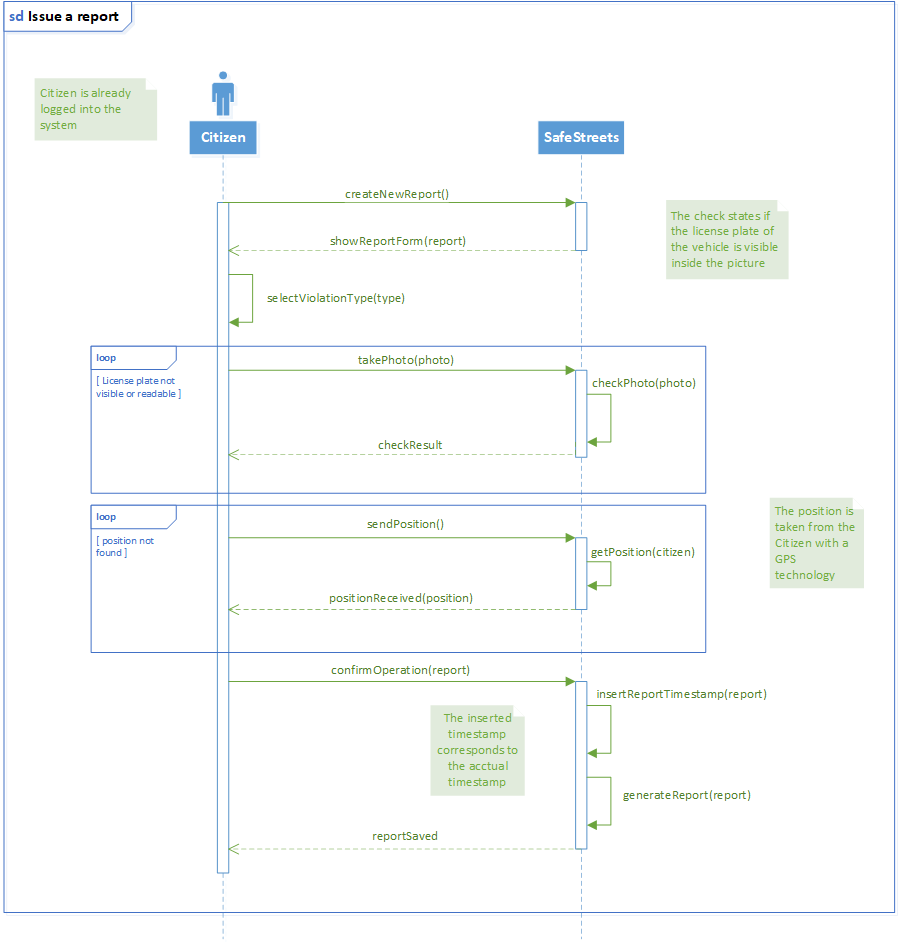 sd Issue a report
Citizen is already
logged into the
system
Citizen
SafeStreets
createNewReport()
The check states if
the license plate of
the vehicle is visible
inside the picture
showReportForm(report)
selectViolationType(type)
loop
[ License plate not
visible or readable ]
takePhoto(photo)
checkPhoto(photo)
checkResult
loop
[ position not
found ]
sendPosition()
The position is
taken from the
Citizen with a
GPS
technology
getPosition(citizen)
positionReceived(position)
confirmOperation(report)
insertReportTimestamp(report)
The inserted
timestamp
corresponds to
the acctual
timestamp
generateReport(report)
reportSaved